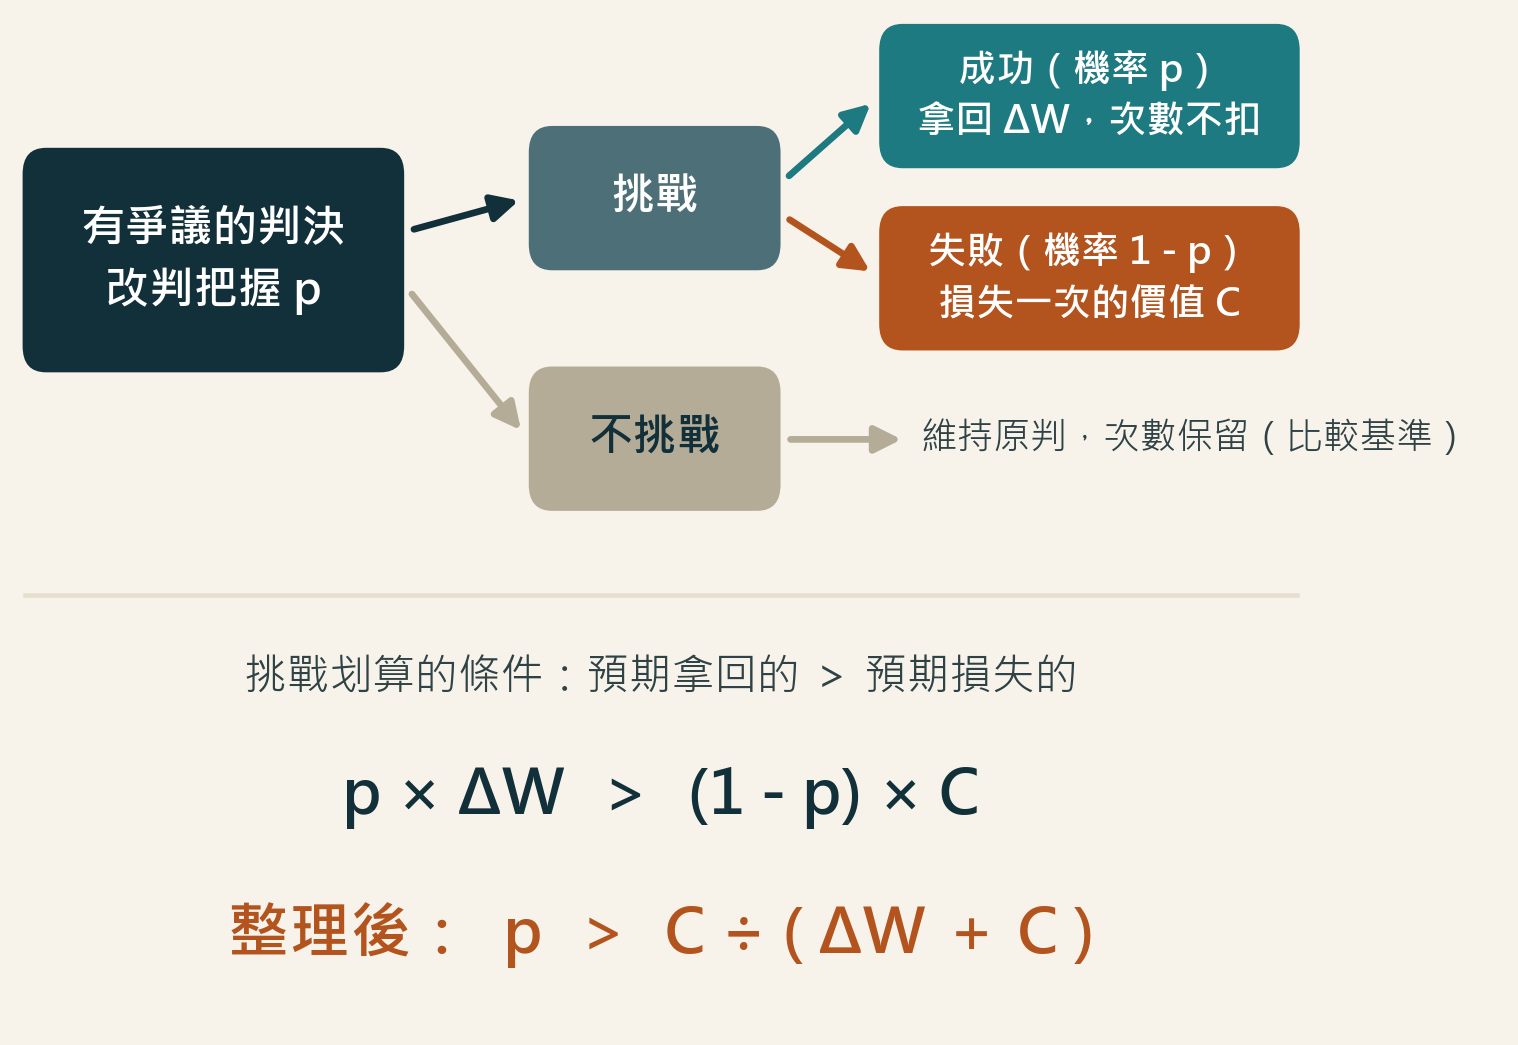 有爭議的判決
改判把握 p
挑戰
成功 ( 機率 p )
拿回 ΔW，次數不扣
失敗 ( 機率 1 - p )
損失一次的價值 C
不挑戰
維持原判，次數保留 ( 比較基準 )
挑戰划算的條件：預期拿回的 > 預期損失的
p × ΔW > (1 - p) × C
整理後： p > C ÷ ( ΔW + C )